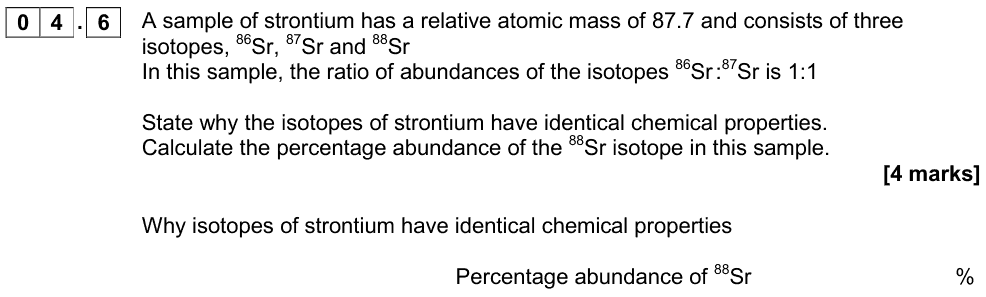 04.6 A sample of strontium has a relative atomic mass of 87.7 and consists of three
isotopes, ⁸⁶Sr, ⁸⁷Sr and ⁸⁸Sr
In this sample, the ratio of abundances of the isotopes ⁸⁶Sr:⁸⁷Sr is 1:1
State why the isotopes of strontium have identical chemical properties.
Calculate the percentage abundance of the ⁸⁸Sr isotope in this sample.
[4 marks]
Why isotopes of strontium have identical chemical properties
Percentage abundance of ⁸⁸Sr %